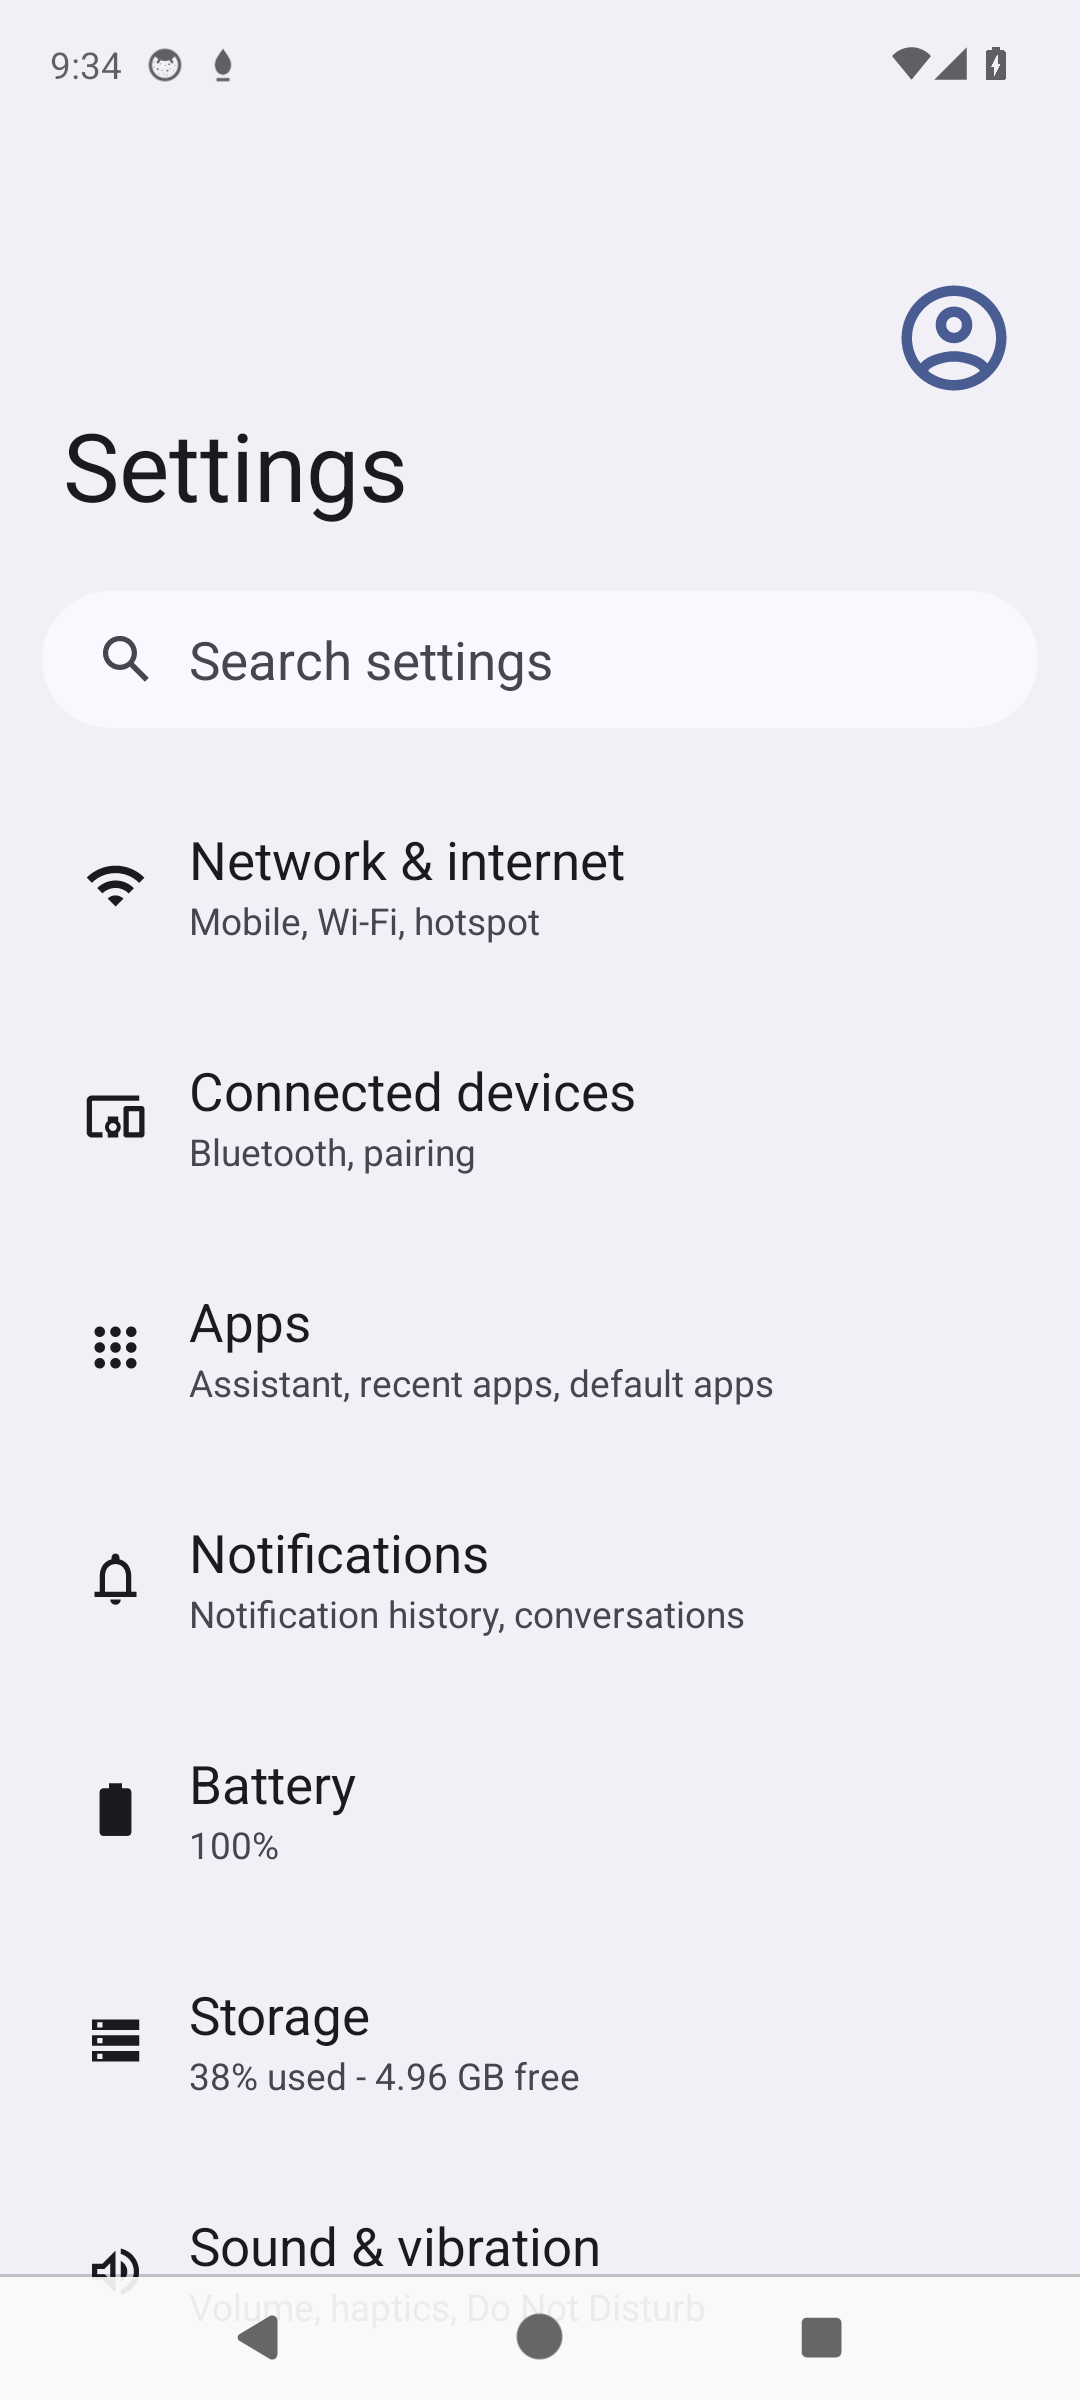 9:34
Settings
Search settings
Network & internet
Mobile, Wi-Fi, hotspot
Connected devices
Bluetooth, pairing
Apps
Assistant, recent apps, default apps
Notifications
Notification history, conversations
Battery
100%
Storage
38% used - 4.96 GB free
Sound & vibration
Volume, haptics, Do Not Disturb